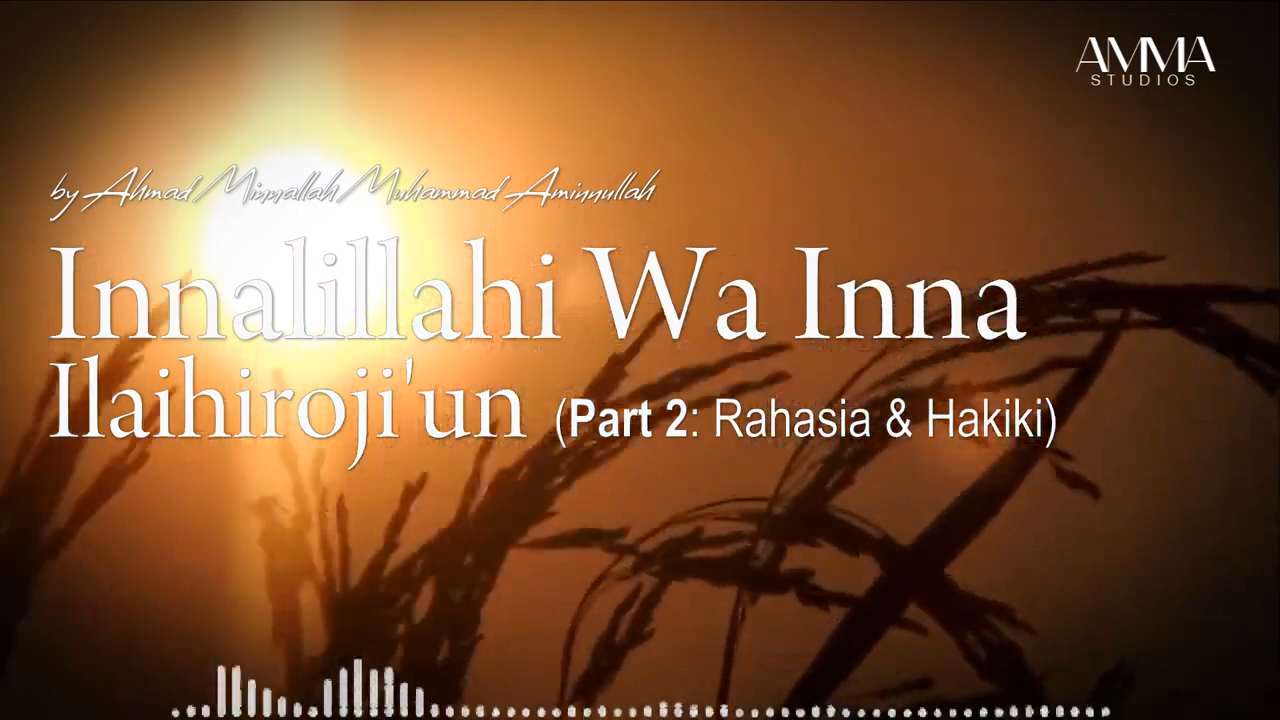 AMMA
STUDIOS
by Ahmad Minnallah Muhammad Aminnullah
Innalillahi Wa Inna
Ilaihiroji'un (Part 2: Rahasia & Hakiki)